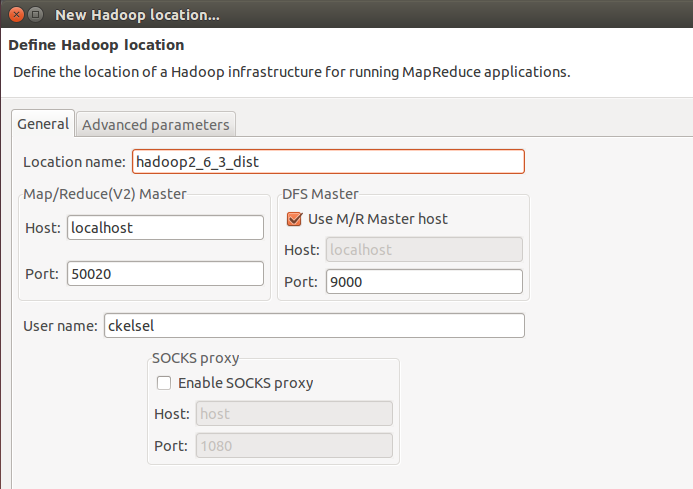 New Hadoop location...
Define Hadoop location
Define the location of a Hadoop infrastructure for running MapReduce applications.
General
Advanced parameters
Location name: hadoop2_6_3_dist
Map/Reduce(V2) Master
Host: localhost
Port: 50020
DFS Master
Use M/R Master host
Host: localhost
Port: 9000
User name: ckelsel
SOCKS proxy
Enable SOCKS proxy
Host: host
Port: 1080